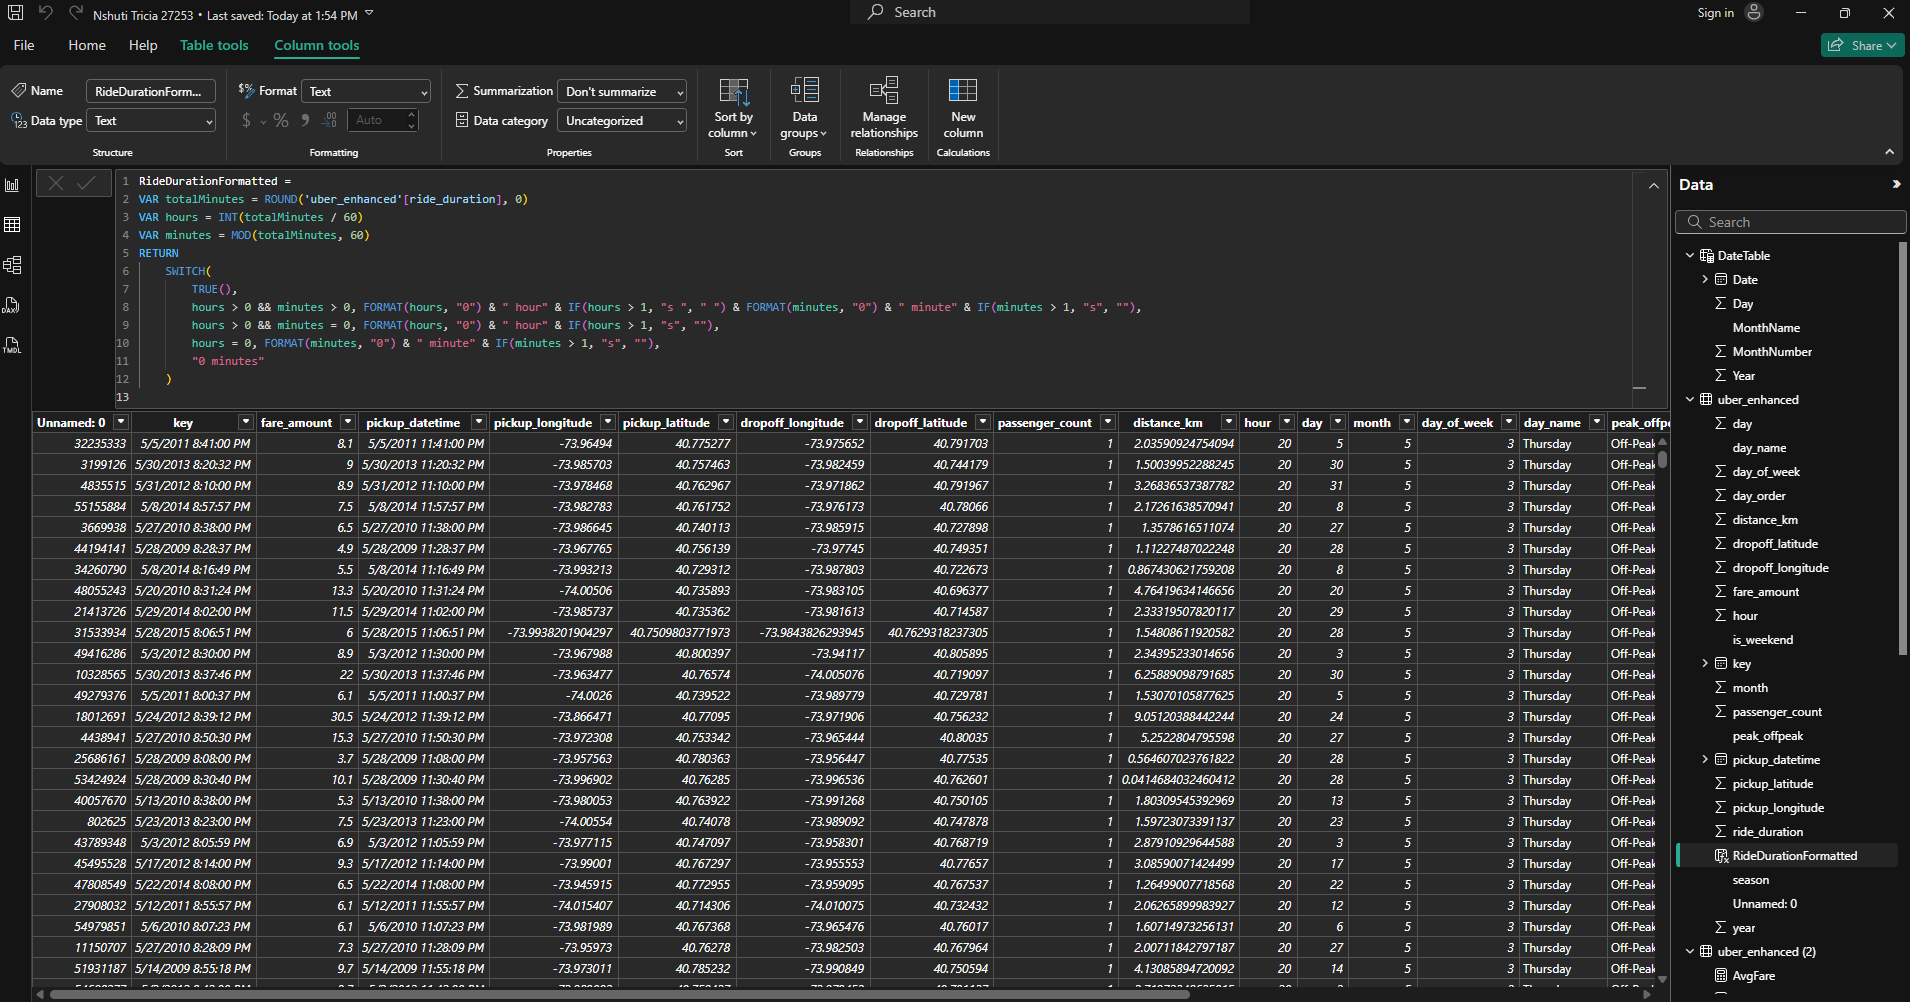 Nshuti Tricia 27253 • Last saved: Today at 1:54 PM
Search
Sign in
File Home Help Table tools Column tools
Share
Name RideDurationForm...
Data type Text
Structure
Format Text
$ % 9 .00 Auto
Formatting
Summarization Don't summarize
Data category Uncategorized
Properties
Sort by column
Sort
Data groups
Groups
Manage relationships
Relationships
New column
Calculations
1 RideDurationFormatted =
2 VAR totalMinutes = ROUND('uber_enhanced'[ride_duration], 0)
3 VAR hours = INT(totalMinutes / 60)
4 VAR minutes = MOD(totalMinutes, 60)
5 RETURN
6 SWITCH(
7 TRUE(),
8 hours > 0 && minutes > 0, FORMAT(hours, "0") & " hour" & IF(hours > 1, "s ", " ") & FORMAT(minutes, "0") & " minute" & IF(minutes > 1, "s", ""),
9 hours > 0 && minutes = 0, FORMAT(hours, "0") & " hour" & IF(hours > 1, "s", ""),
10 hours = 0, FORMAT(minutes, "0") & " minute" & IF(minutes > 1, "s", ""),
11 "0 minutes"
12 )
13
Unnamed: 0 key fare_amount pickup_datetime pickup_longitude pickup_latitude dropoff_longitude dropoff_latitude passenger_count distance_km hour day month day_of_week day_name peak_offpe
32235333 5/5/2011 8:41:00 PM 8.1 5/5/2011 11:41:00 PM -73.96494 40.775277 -73.975652 40.791703 1 2.03590924754094 20 5 5 3 Thursday Off-Peak
3199126 5/30/2013 8:20:32 PM 9 5/30/2013 11:20:32 PM -73.985703 40.757463 -73.982459 40.744179 1 1.50039952288245 20 30 5 3 Thursday Off-Peak
4835515 5/31/2012 8:10:00 PM 8.9 5/31/2012 11:10:00 PM -73.978468 40.762967 -73.971862 40.791967 1 3.26836537387782 20 31 5 3 Thursday Off-Peak
55155884 5/8/2014 8:57:57 PM 7.5 5/8/2014 11:57:57 PM -73.982783 40.761752 -73.976173 40.78066 1 2.17261638570941 20 8 5 3 Thursday Off-Peak
3669938 5/27/2010 8:38:00 PM 6.5 5/27/2010 11:38:00 PM -73.986645 40.740113 -73.985915 40.727898 1 1.3578616511074 20 27 5 3 Thursday Off-Peak
44194141 5/28/2009 8:28:37 PM 4.9 5/28/2009 11:28:37 PM -73.967765 40.756139 -73.97745 40.749351 1 1.11227487022248 20 28 5 3 Thursday Off-Peak
34260790 5/8/2014 8:16:49 PM 5.5 5/8/2014 11:16:49 PM -73.993213 40.729312 -73.987803 40.722673 1 0.867430621759208 20 8 5 3 Thursday Off-Peak
48055243 5/20/2010 8:31:24 PM 13.3 5/20/2010 11:31:24 PM -74.00506 40.735893 -73.983105 40.696377 1 4.76419634146656 20 20 5 3 Thursday Off-Peak
21413726 5/29/2014 8:02:00 PM 11.5 5/29/2014 11:02:00 PM -73.985737 40.735362 -73.981613 40.714587 1 2.33319507820117 20 29 5 3 Thursday Off-Peak
31533934 5/28/2015 8:06:51 PM 6 5/28/2015 11:06:51 PM -73.9938201904297 40.7509803771973 -73.9843826293945 40.7629318237305 1 1.54808611920582 20 28 5 3 Thursday Off-Peak
49416286 5/3/2012 8:30:00 PM 8.9 5/3/2012 11:30:00 PM -73.967988 40.800397 -73.94117 40.805895 1 2.34395233014656 20 3 5 3 Thursday Off-Peak
10328565 5/30/2013 8:37:46 PM 22 5/30/2013 11:37:46 PM -73.963477 40.76574 -74.005076 40.719097 1 6.25889098791685 20 30 5 3 Thursday Off-Peak
49279376 5/5/2011 8:00:37 PM 6.1 5/5/2011 11:00:37 PM -74.0026 40.739522 -73.989779 40.729781 1 1.53070105877625 20 5 5 3 Thursday Off-Peak
18012691 5/24/2012 8:39:12 PM 30.5 5/24/2012 11:39:12 PM -73.866471 40.77095 -73.971906 40.756232 1 9.05120388442244 20 24 5 3 Thursday Off-Peak
4438941 5/27/2010 8:50:30 PM 15.3 5/27/2010 11:50:30 PM -73.972308 40.753342 -73.965444 40.80035 1 5.2522804795598 20 27 5 3 Thursday Off-Peak
25686161 5/28/2009 8:08:00 PM 3.7 5/28/2009 11:08:00 PM -73.957563 40.780363 -73.956447 40.77535 1 0.564607023761822 20 28 5 3 Thursday Off-Peak
53424924 5/28/2009 8:30:40 PM 10.1 5/28/2009 11:30:40 PM -73.996902 40.76285 -73.996536 40.762601 1 0.0414684032460412 20 28 5 3 Thursday Off-Peak
40057670 5/13/2010 8:38:00 PM 5.3 5/13/2010 11:38:00 PM -73.980053 40.763922 -73.991268 40.750105 1 1.80309545392969 20 13 5 3 Thursday Off-Peak
802625 5/23/2013 8:23:00 PM 7.5 5/23/2013 11:23:00 PM -74.00554 40.74078 -73.989092 40.747878 1 1.59723073391137 20 23 5 3 Thursday Off-Peak
43789348 5/3/2012 8:05:59 PM 6.9 5/3/2012 11:05:59 PM -73.977115 40.747097 -73.958301 40.768719 1 2.87910929644588 20 3 5 3 Thursday Off-Peak
45495528 5/17/2012 8:14:00 PM 9.3 5/17/2012 11:14:00 PM -73.99001 40.767297 -73.955553 40.77657 1 3.08590071424499 20 17 5 3 Thursday Off-Peak
47808549 5/22/2014 8:08:00 PM 6.5 5/22/2014 11:08:00 PM -73.945915 40.772955 -73.959095 40.767537 1 1.26499007718568 20 22 5 3 Thursday Off-Peak
27908032 5/12/2011 8:55:57 PM 6.1 5/12/2011 11:55:57 PM -74.015407 40.714306 -74.010075 40.732432 1 2.06265899983927 20 12 5 3 Thursday Off-Peak
54979851 5/6/2010 8:07:23 PM 6.1 5/6/2010 11:07:23 PM -73.981989 40.767368 -73.965476 40.76017 1 1.60714973256131 20 6 5 3 Thursday Off-Peak
11150707 5/27/2010 8:28:09 PM 7.3 5/27/2010 11:28:09 PM -73.95973 40.76278 -73.982503 40.767964 1 2.00711842797187 20 27 5 3 Thursday Off-Peak
51931187 5/14/2009 8:55:18 PM 9.7 5/14/2009 11:55:18 PM -73.973011 40.785232 -73.990849 40.750594 1 4.13085894720092 20 14 5 3 Thursday Off-Peak
DAX
TMDL
Data
Search
DateTable
Date
Day
MonthName
MonthNumber
Year
uber_enhanced
day
day_name
day_of_week
day_order
distance_km
dropoff_latitude
dropoff_longitude
fare_amount
hour
is_weekend
key
month
passenger_count
peak_offpeak
pickup_datetime
pickup_latitude
pickup_longitude
ride_duration
RideDurationFormatted
season
Unnamed: 0
year
uber_enhanced (2)
AvgFare